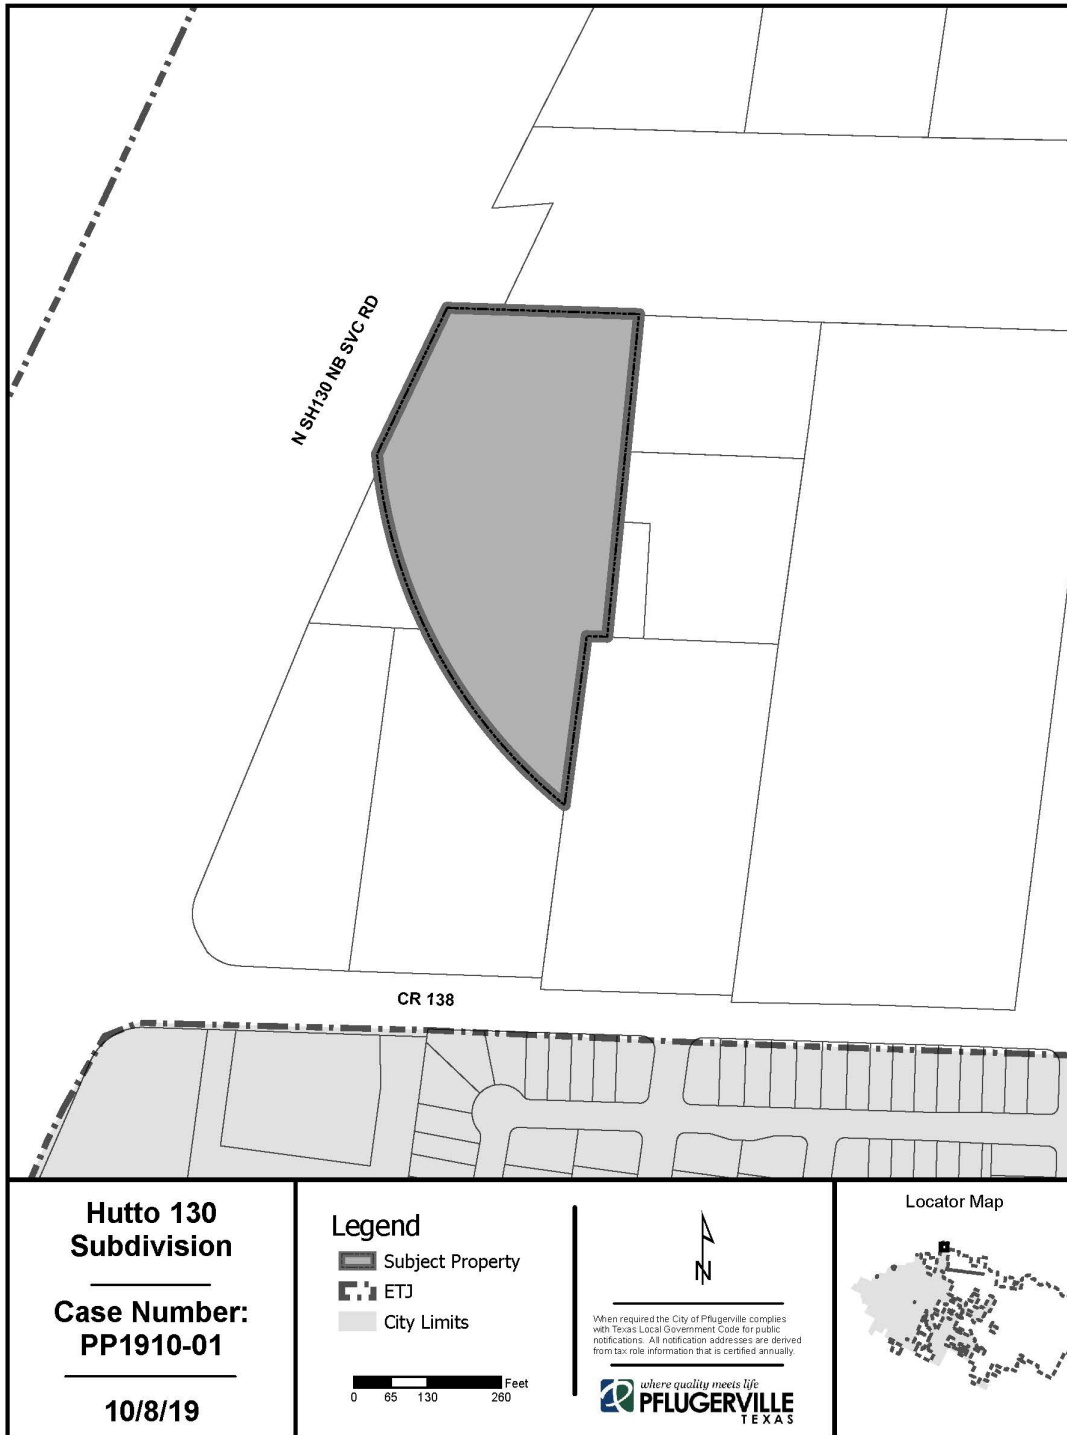 N SH130 NB SVC RD
CR 138
Hutto 130
Subdivision
Case Number:
PP1910-01
10/8/19
Legend
Subject Property
ETJ
City Limits
Feet
0 65 130 260
N
When required the City of Pflugerville complies
with Texas Local Government Code for public
notifications. All notification addresses are derived
from tax role information that is certified annually.
where quality meets life
PFLUGERVILLE
TEXAS
Locator Map